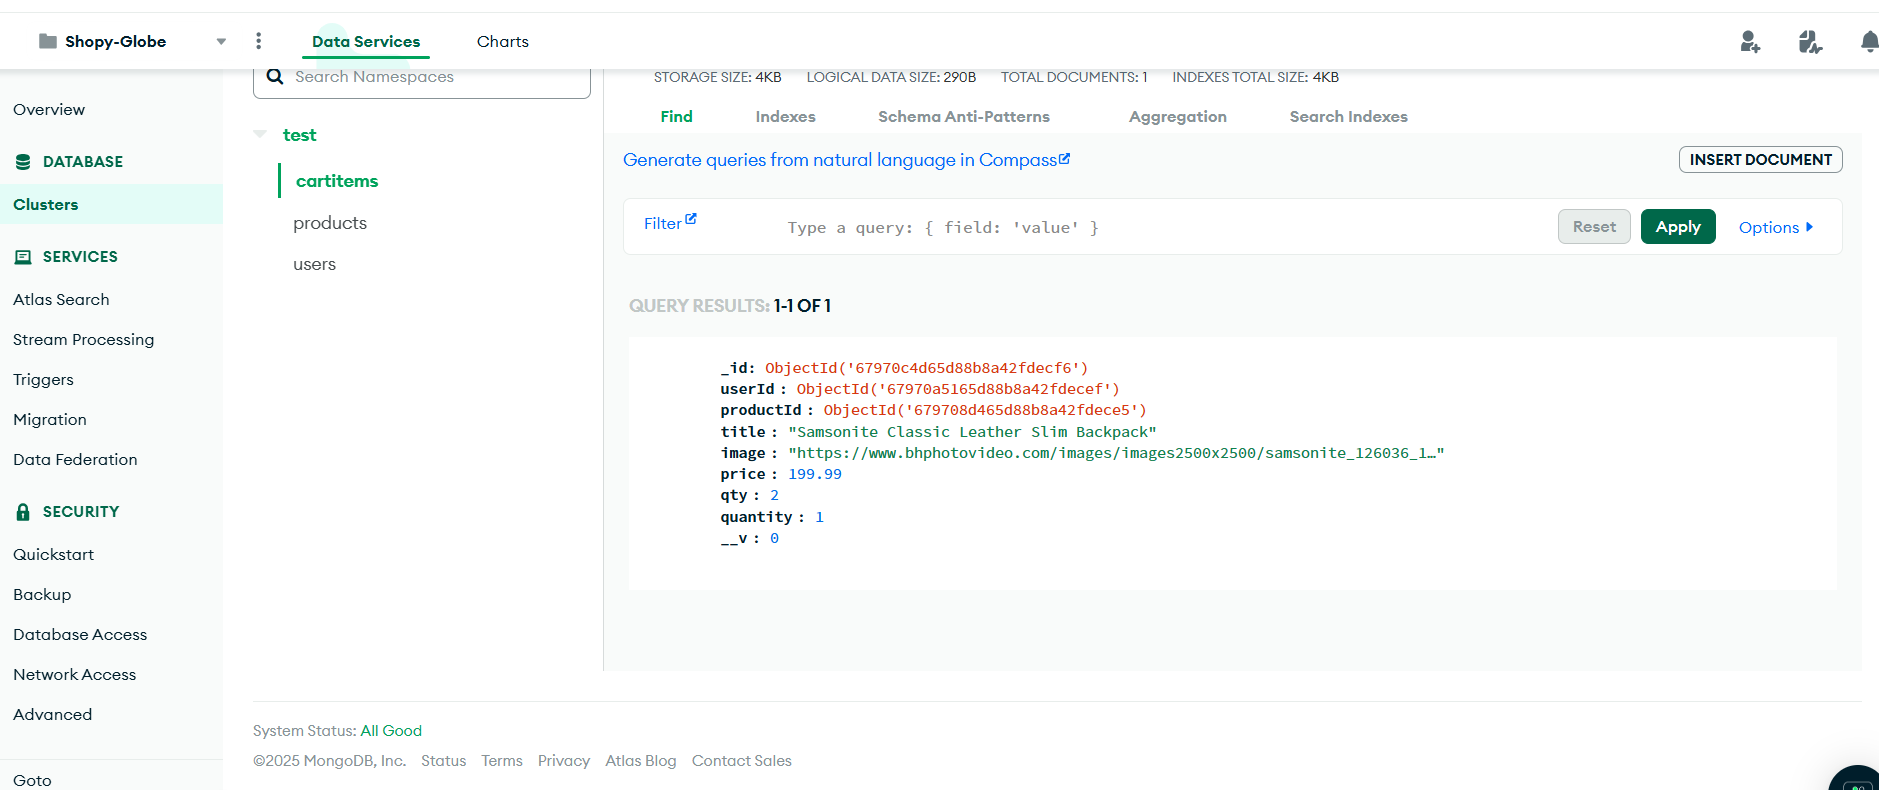 Shopy-Globe
Data Services
Charts
Overview
DATABASE
Clusters
SERVICES
Atlas Search
Stream Processing
Triggers
Migration
Data Federation
SECURITY
Quickstart
Backup
Database Access
Network Access
Advanced
Goto
Search Namespaces
test
cartitems
products
users
STORAGE SIZE: 4KB LOGICAL DATA SIZE: 290B TOTAL DOCUMENTS: 1 INDEXES TOTAL SIZE: 4KB
Find Indexes Schema Anti-Patterns Aggregation Search Indexes
Generate queries from natural language in Compass
INSERT DOCUMENT
Filter
Type a query: { field: 'value' }
Reset
Apply
Options
QUERY RESULTS: 1-1 OF 1
_id: ObjectId('67970c4d65d88b8a42fdecf6')
userId : ObjectId('67970a5165d88b8a42fdecef')
productId : ObjectId('679708d465d88b8a42fdece5')
title : "Samsonite Classic Leather Slim Backpack"
image : "https://www.bhphotovideo.com/images/images2500x2500/samsonite_126036_1…"
price : 199.99
qty : 2
quantity : 1
__v : 0
System Status: All Good
©2025 MongoDB, Inc. Status Terms Privacy Atlas Blog Contact Sales